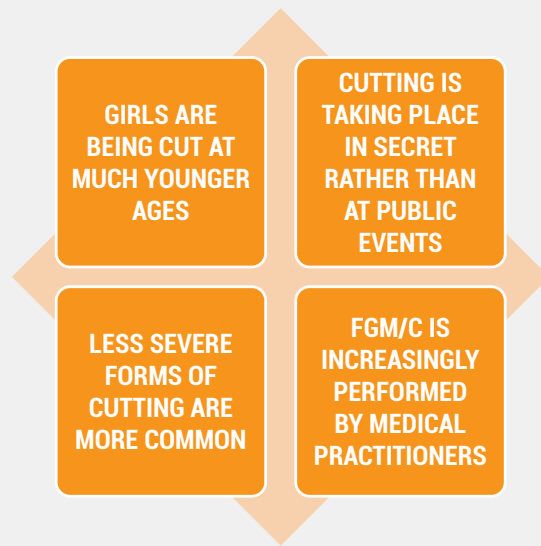 GIRLS ARE
BEING CUT AT
MUCH YOUNGER
AGES
CUTTING IS
TAKING PLACE
IN SECRET
RATHER THAN
AT PUBLIC
EVENTS
LESS SEVERE
FORMS OF
CUTTING ARE
MORE COMMON
FGM/C IS
INCREASINGLY
PERFORMED
BY MEDICAL
PRACTITIONERS